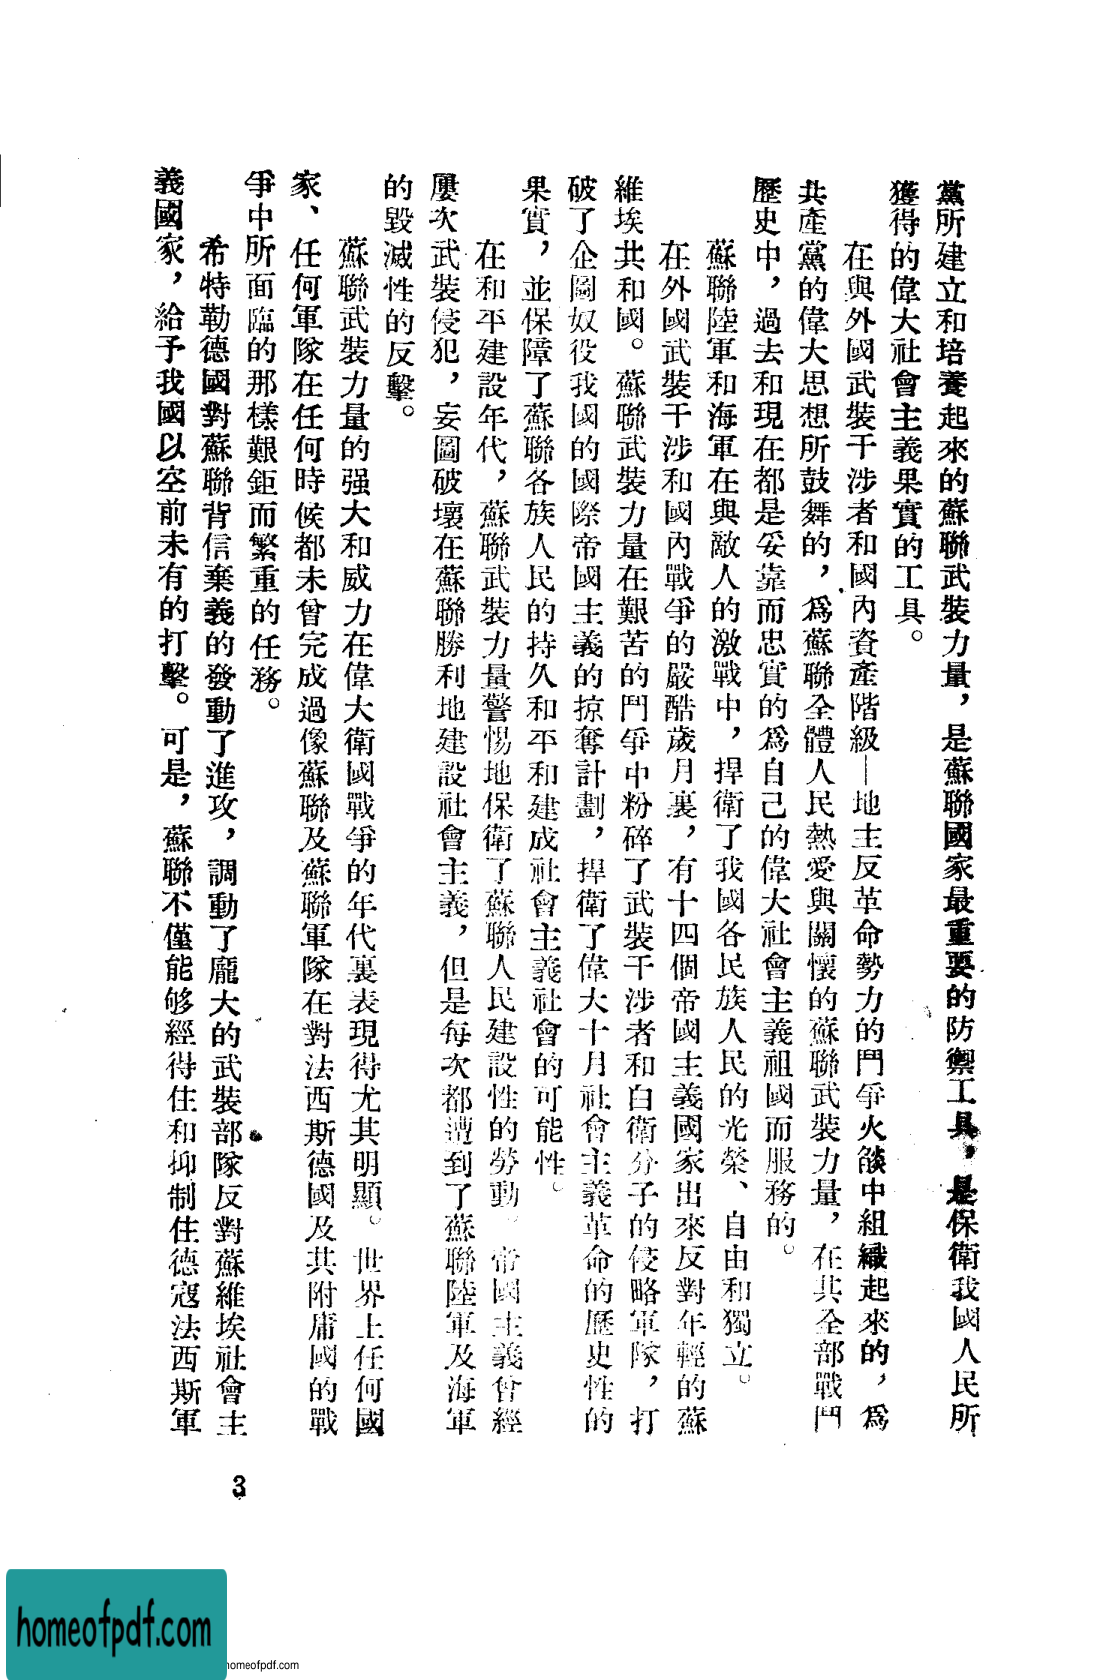 黨所建立和培養起來的蘇聯武裝力量，是蘇聯國家最重要的防禦工具，是保衛我國人民所
獲得的偉大社會主義果實的工具。
在與外國武裝干涉者和國內資產階級—地主反革命勢力的鬥爭火燄中組織起來的，爲
共產黨的偉大思想所鼓舞的，爲蘇聯全體人民熱愛與關懷的蘇聯武裝力量，在其全部戰鬥
歷史中，過去和現在都是妥靠而忠實的爲自己的偉大社會主義祖國而服務的。
蘇聯陸軍和海軍在與敵人的激戰中，捍衛了我國各民族人民的光榮、自由和獨立。
在外國武裝干涉和國內戰爭的嚴酷歲月裏，有十四個帝國主義國家出來反對年輕的蘇
維埃共和國。蘇聯武裝力量在艱苦的鬥爭中粉碎了武裝干涉者和白衛分子的侵略軍隊，打
破了企圖奴役我國的國際帝國主義的掠奪計劃，捍衛了偉大十月社會主義革命的歷史性的
果實，並保障了蘇聯各族人民的持久和平和建成社會主義社會的可能性。
在和平建設年代，蘇聯武裝力量警惕地保衛了蘇聯人民建設性的勞動。帝國主義曾經
屢次武裝侵犯，妄圖破壞在蘇聯勝利地建設社會主義，但是每次都遭到了蘇聯陸軍及海軍
的毀滅性的反擊。
蘇聯武裝力量的强大和威力在偉大衛國戰爭的年代裏表現得尤其明顯。世界上任何國
家、任何軍隊在任何時候都未曾完成過像蘇聯及蘇聯軍隊在對法西斯德國及其附庸國的戰
爭中所面臨的那樣艱鉅而繁重的任務。
希特勒德國對蘇聯背信棄義的發動了進攻，調動了龐大的武裝部隊反對蘇維埃社會主
義國家，給予我國以空前未有的打擊。可是，蘇聯不僅能够經得住和抑制住德寇法西斯軍
3
homeofpdf.com
homeofpdf.com